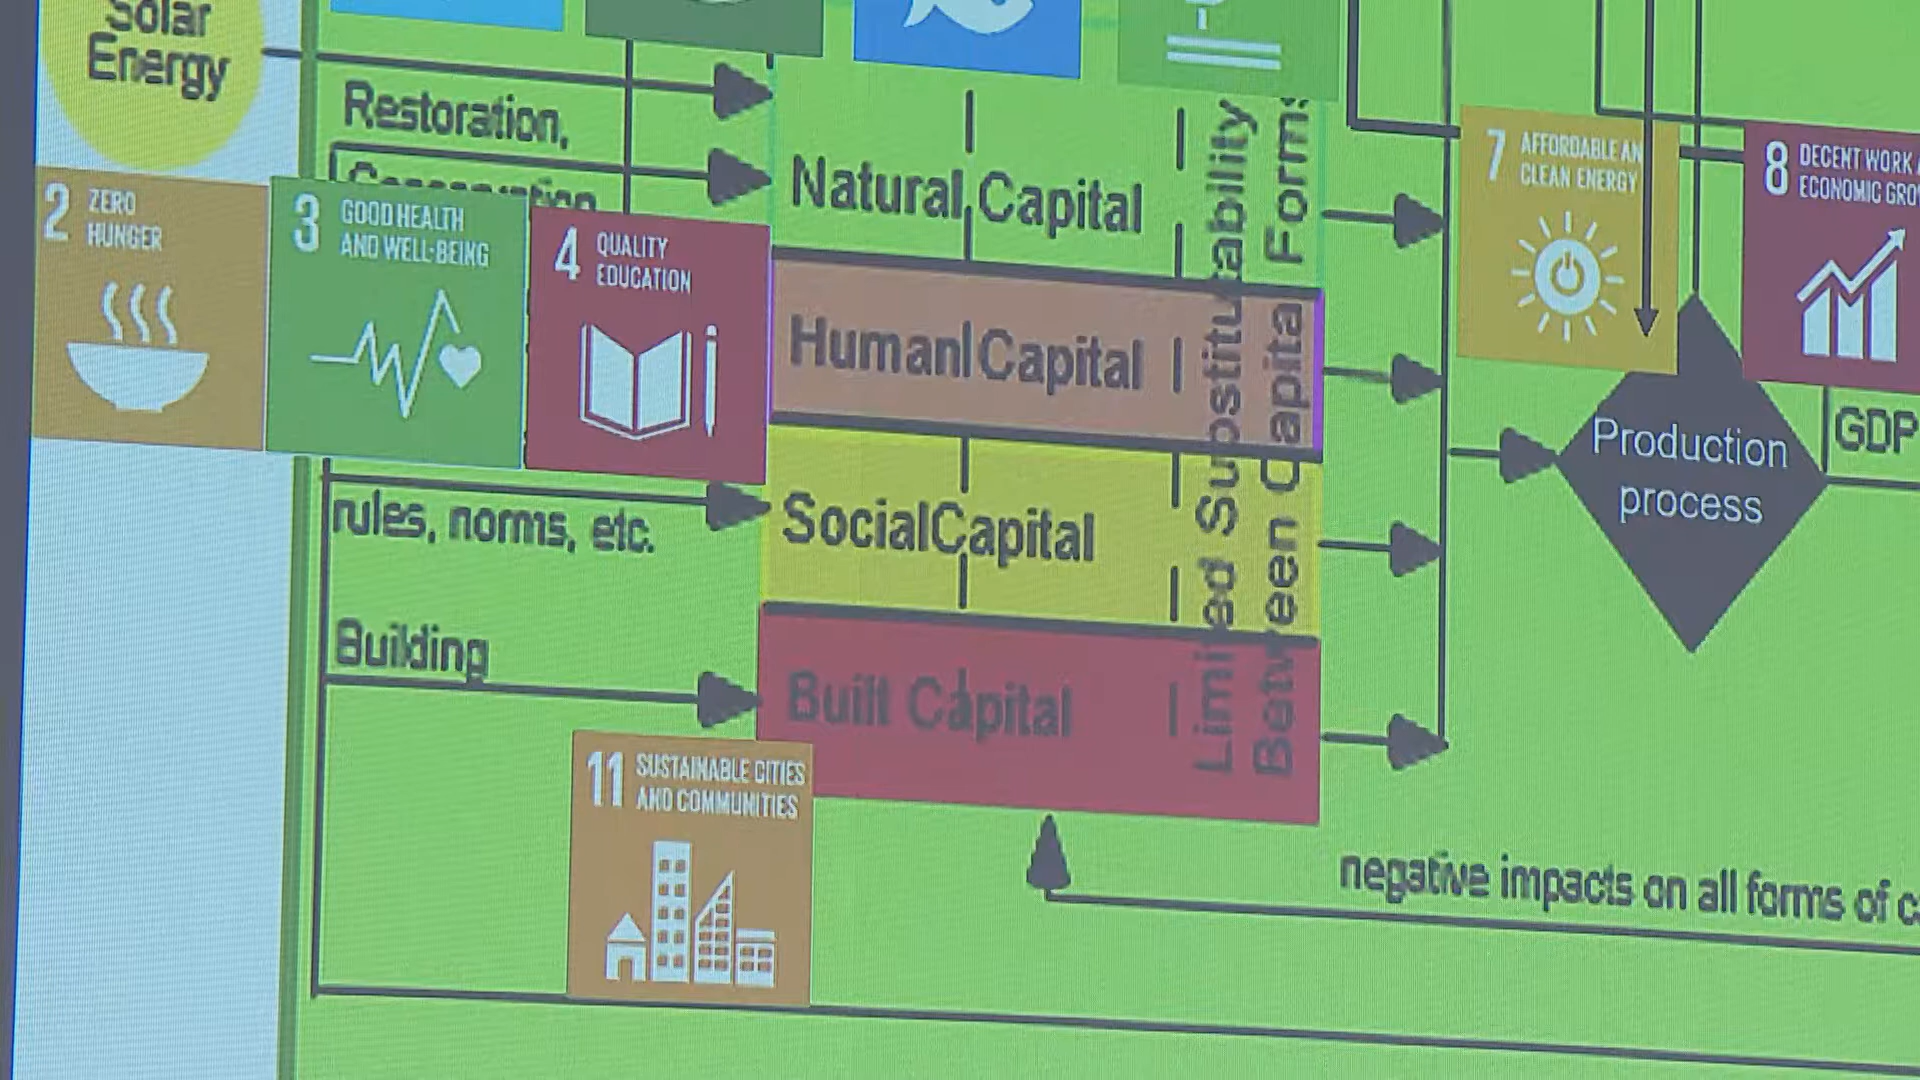 Solar
Energy
Restoration,
Natural Capital
2 ZERO
HUNGER
3 GOOD HEALTH
AND WELL-BEING
4 QUALITY
EDUCATION
Human Capital
Limited Substitutability
Between Capital Forms
7 AFFORDABLE AN
CLEAN ENERGY
8 DECENT WORK
ECONOMIC GRO
Production
process
GDP
rules, norms, etc.
SocialCapital
Building
Built Capital
11 SUSTAINABLE CITIES
AND COMMUNITIES
negative impacts on all forms of c